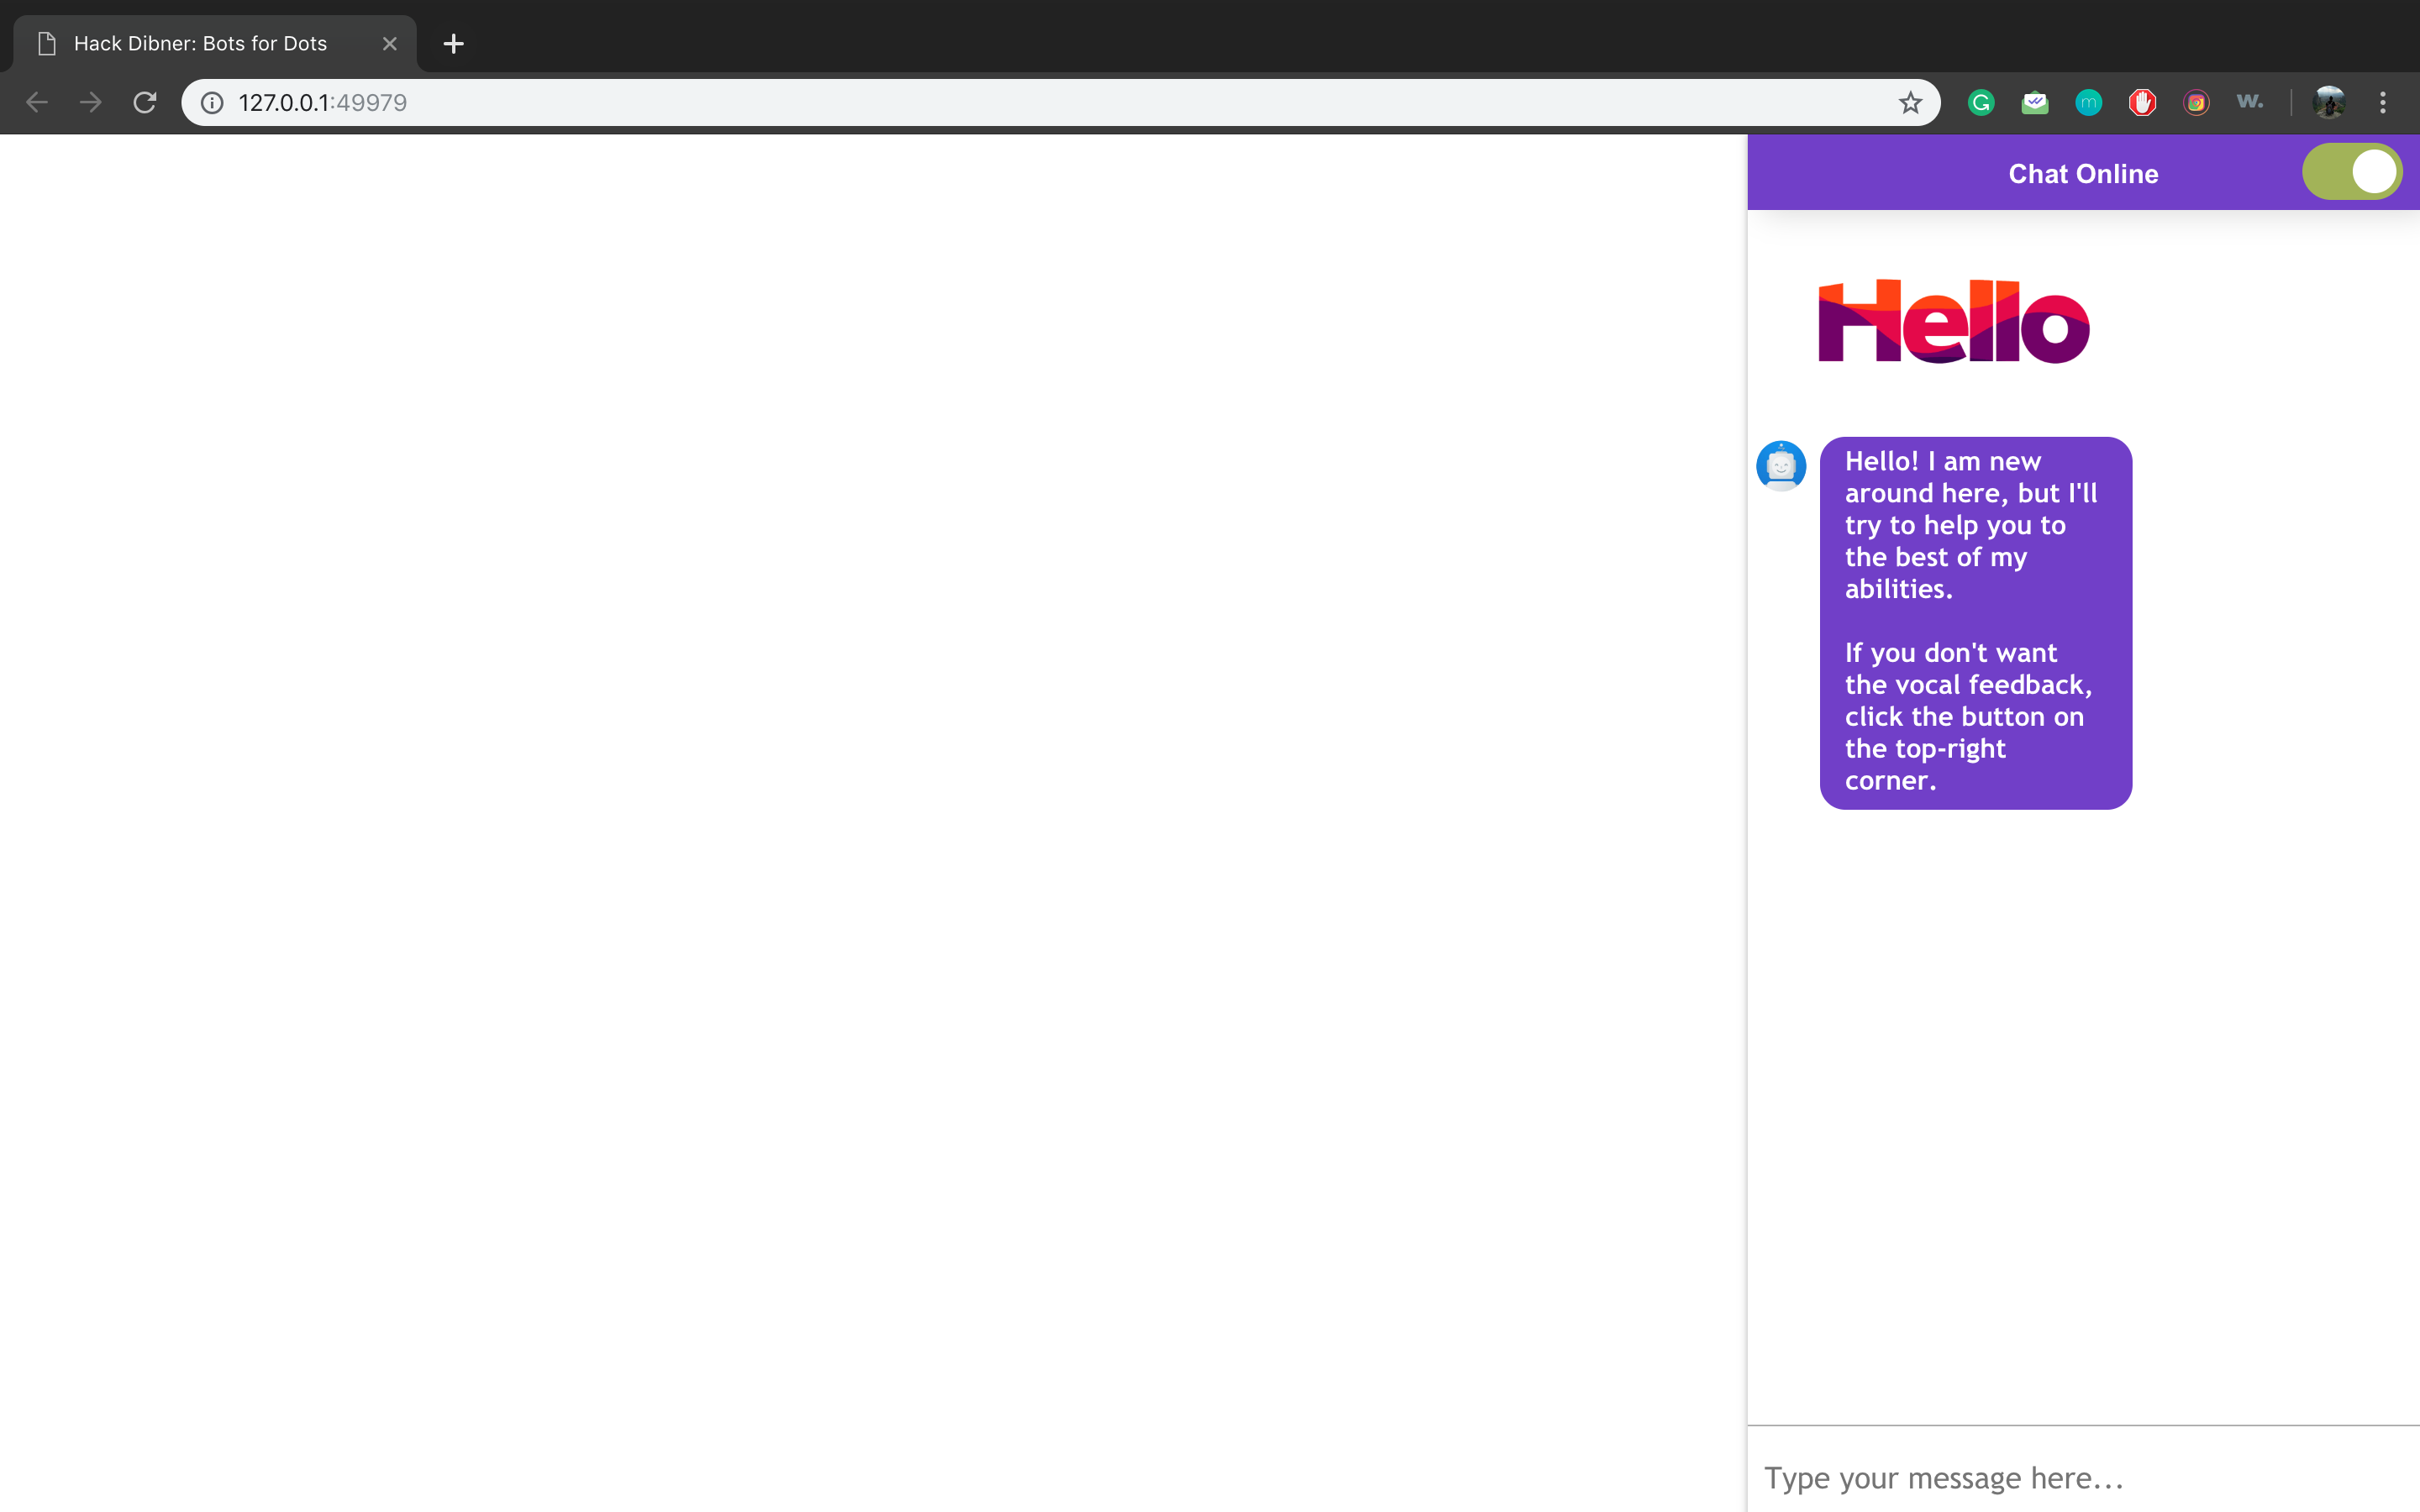 Hack Dibner: Bots for Dots
127.0.0.1:49979
w.
Chat Online
Hello
Hello! I am new
around here, but I'll
try to help you to
the best of my
abilities.
If you don't want
the vocal feedback,
click the button on
the top-right
corner.
Type your message here...